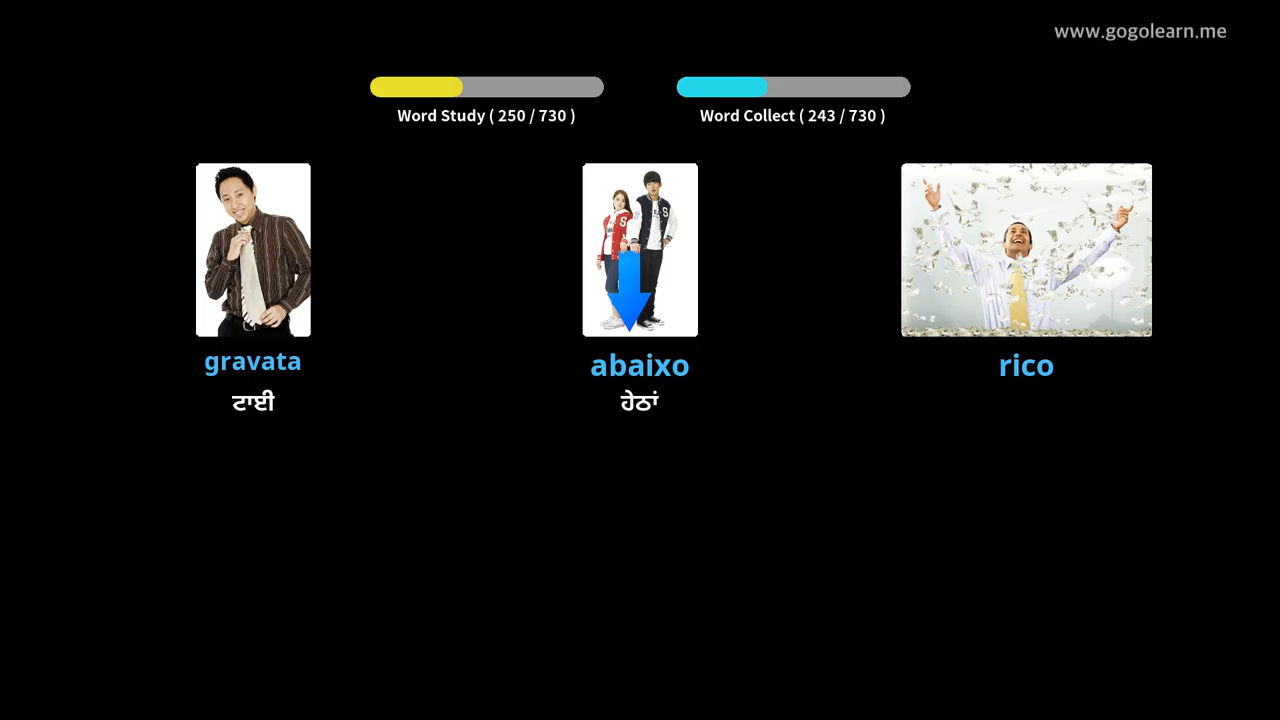 www.gogolearn.me
Word Study ( 250 / 730 )
Word Collect ( 243 / 730 )
S
S
gravata
abaixo
rico
ਟਾਈ
ਹੇਠਾਂ